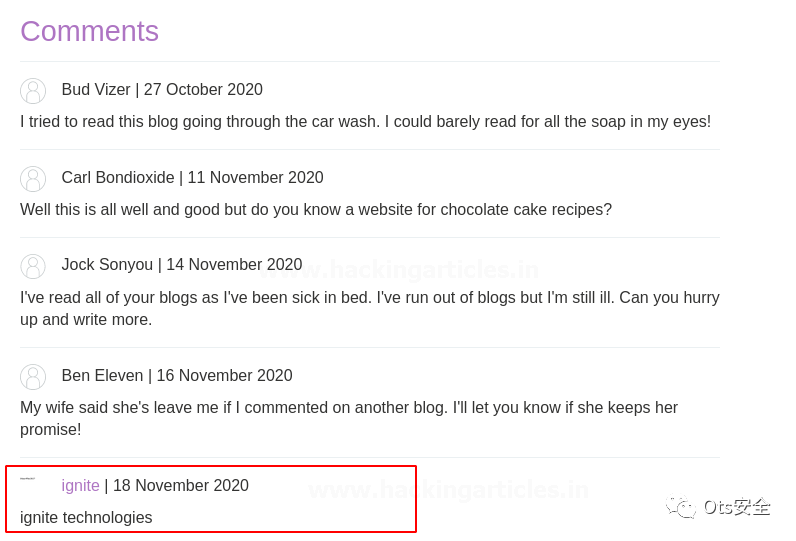 Comments
Bud Vizer | 27 October 2020
I tried to read this blog going through the car wash. I could barely read for all the soap in my eyes!
Carl Bondioxide | 11 November 2020
Well this is all well and good but do you know a website for chocolate cake recipes?
Jock Sonyou | 14 November 2020
www.hackingarticles.in
I've read all of your blogs as I've been sick in bed. I've run out of blogs but I'm still ill. Can you hurry
up and write more.
Ben Eleven | 16 November 2020
My wife said she's leave me if I commented on another blog. I'll let you know if she keeps her
promise!
ignite | 18 November 2020
www.hackingarticles.in
Ots安全
ignite technologies